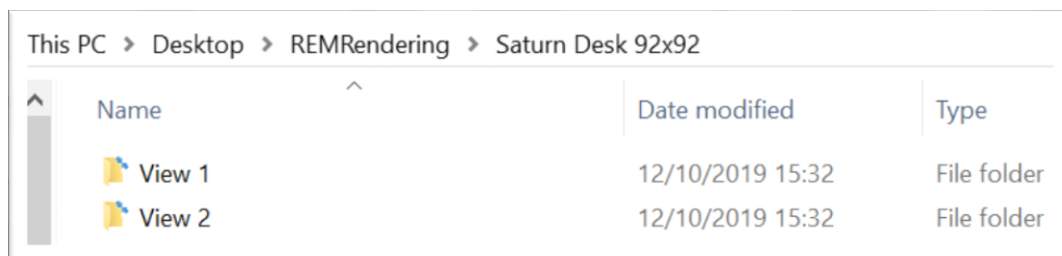 This PC > Desktop > REMRendering > Saturn Desk 92x92
Name Date modified Type
View 1 12/10/2019 15:32 File folder
View 2 12/10/2019 15:32 File folder